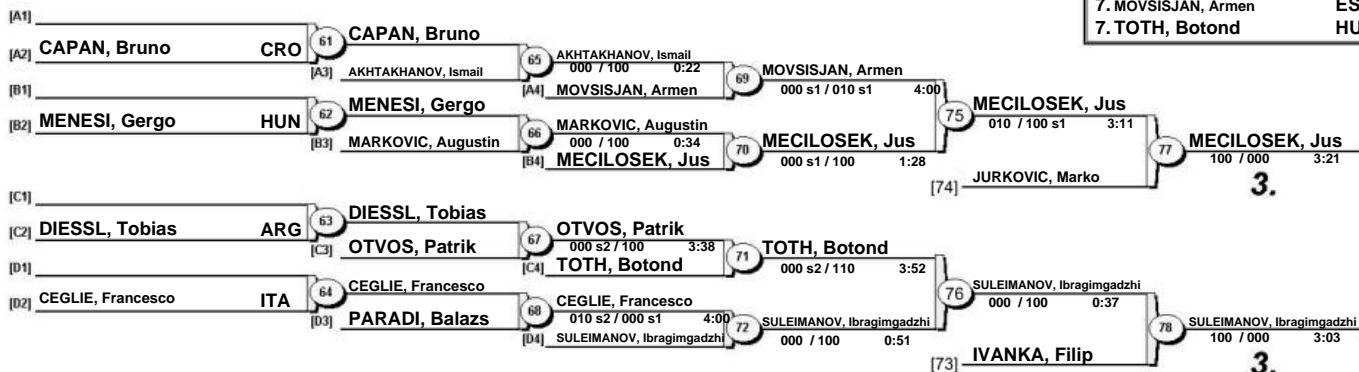 7. MOVSISJAN, Armen ES
7. TOTH, Botond HU
[A1]
[A2] CAPAN, Bruno CRO
61 CAPAN, Bruno
[A3] AKHTAKHANOV, Ismail
65 AKHTAKHANOV, Ismail
000 / 100 0:22
[A4] MOVSISJAN, Armen
69 MOVSISJAN, Armen
000 s1 / 010 s1 4:00
[B1]
[B2] MENESI, Gergo HUN
62 MENESI, Gergo
[B3] MARKOVIC, Augustin
66 MARKOVIC, Augustin
000 / 100 0:34
[B4] MECILOSEK, Jus
70 MECILOSEK, Jus
000 s1 / 100 1:28
75 MECILOSEK, Jus
010 / 100 s1 3:11
[74] JURKOVIC, Marko
77 MECILOSEK, Jus
100 / 000 3:21
3.
[C1]
[C2] DIESSL, Tobias ARG
63 DIESSL, Tobias
[C3] OTVOS, Patrik
67 OTVOS, Patrik
000 s2 / 100 3:38
[C4] TOTH, Botond
71 TOTH, Botond
000 s2 / 110 3:52
[D1]
[D2] CEGLIE, Francesco ITA
64 CEGLIE, Francesco
[D3] PARADI, Balazs
68 CEGLIE, Francesco
010 s2 / 000 s1 4:00
[D4] SULEIMANOV, Ibragimgadzhi
72 SULEIMANOV, Ibragimgadzhi
000 / 100 0:51
76 SULEIMANOV, Ibragimgadzhi
000 / 100 0:37
[73] IVANKA, Filip
78 SULEIMANOV, Ibragimgadzhi
100 / 000 3:03
3.